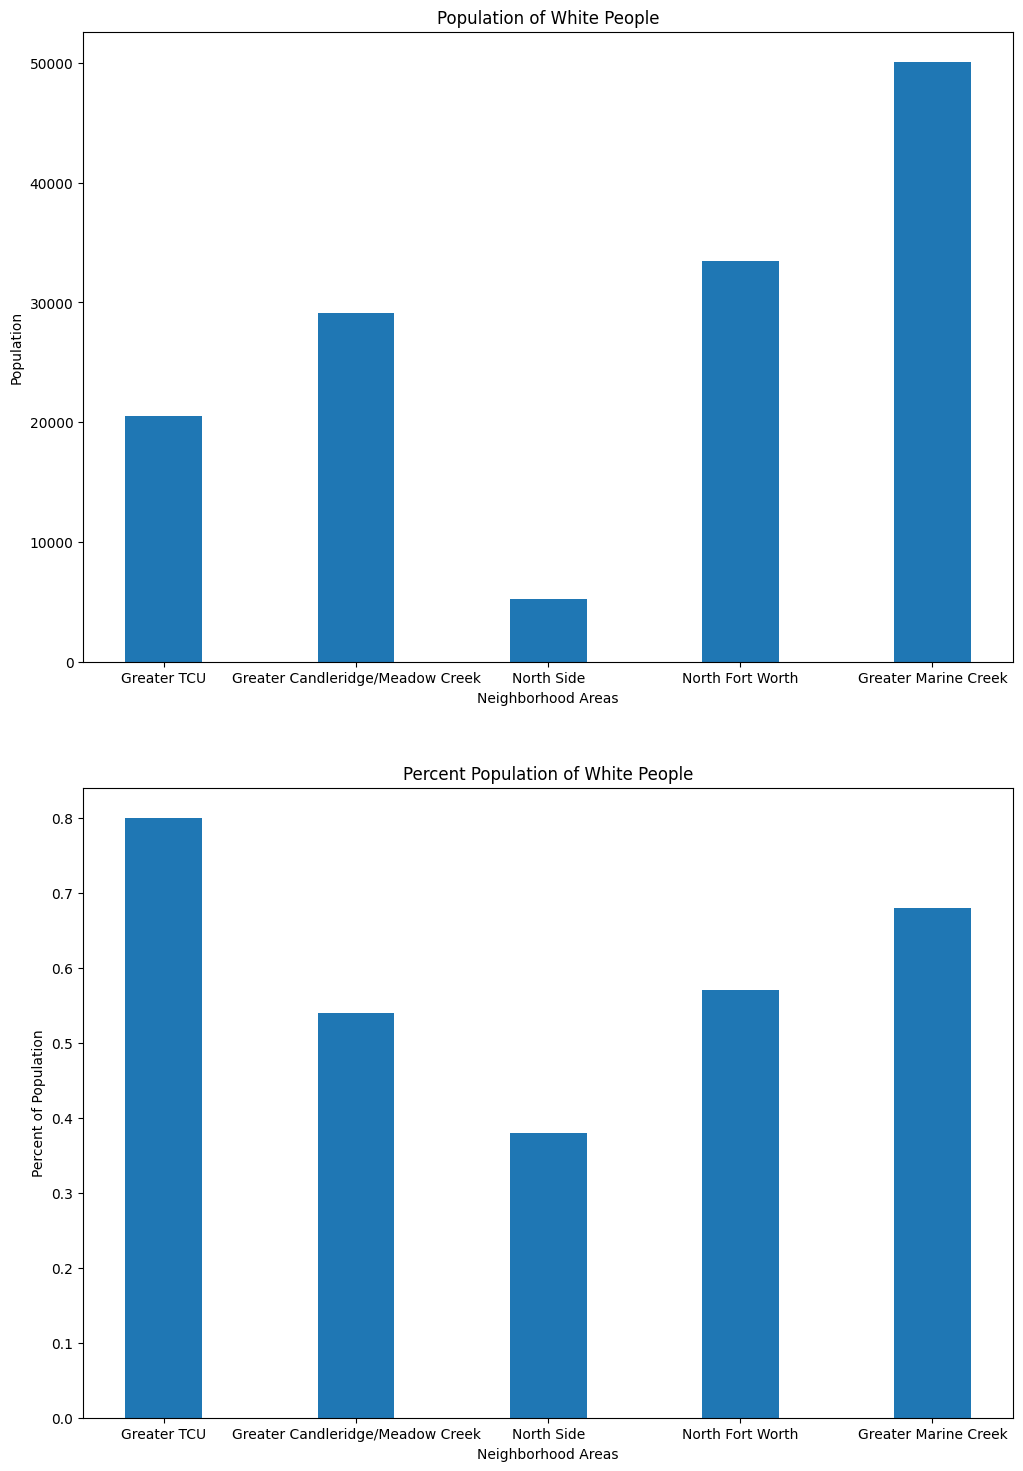 Population of White People
50000
40000
30000
20000
10000
0
Population
Greater TCU
Greater Candleridge/Meadow Creek
North Side
North Fort Worth
Greater Marine Creek
Neighborhood Areas
Percent Population of White People
0.8
0.7
0.6
0.5
0.4
0.3
0.2
0.1
0.0
Percent of Population
Greater TCU
Greater Candleridge/Meadow Creek
North Side
North Fort Worth
Greater Marine Creek
Neighborhood Areas